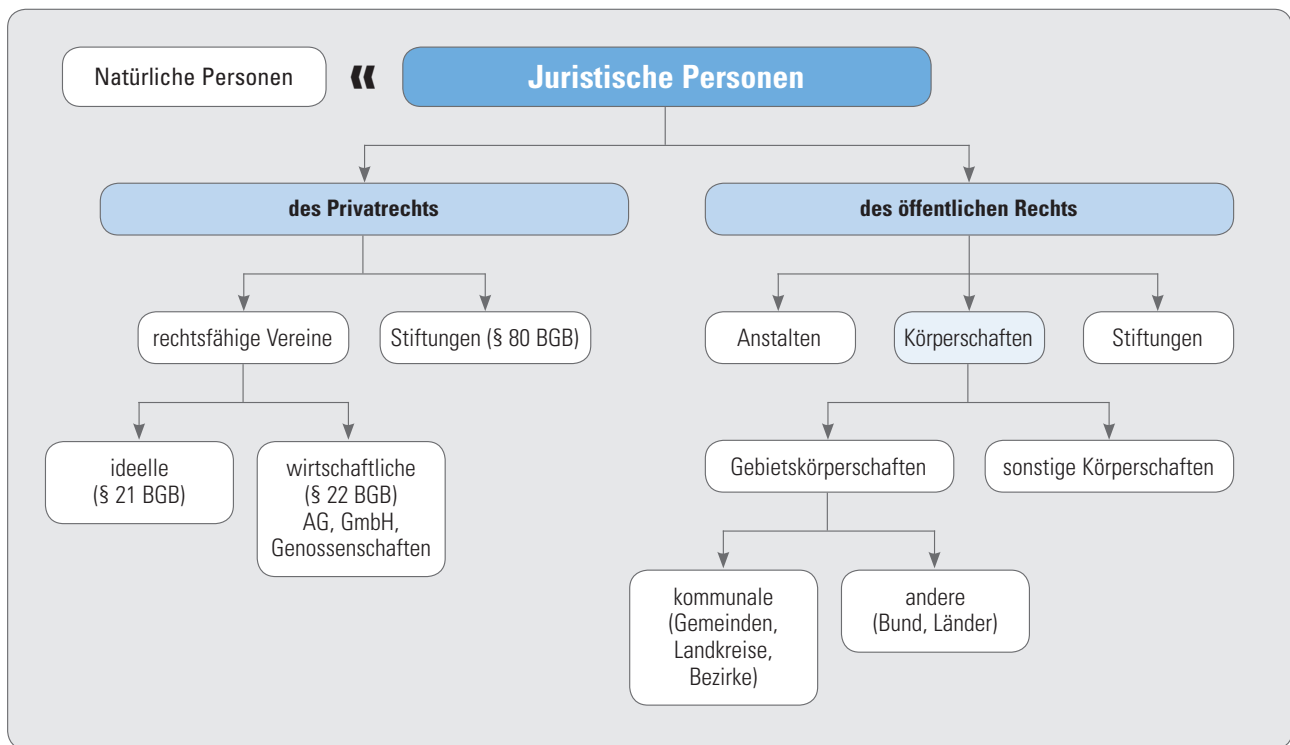 Natürliche Personen
Juristische Personen
des Privatrechts
des öffentlichen Rechts
rechtsfähige Vereine
Stiftungen (§ 80 BGB)
Anstalten
Körperschaften
Stiftungen
ideelle
(§ 21 BGB)
wirtschaftliche
(§ 22 BGB)
AG, GmbH,
Genossenschaften
Gebietskörperschaften
sonstige Körperschaften
kommunale
(Gemeinden,
Landkreise,
Bezirke)
andere
(Bund, Länder)